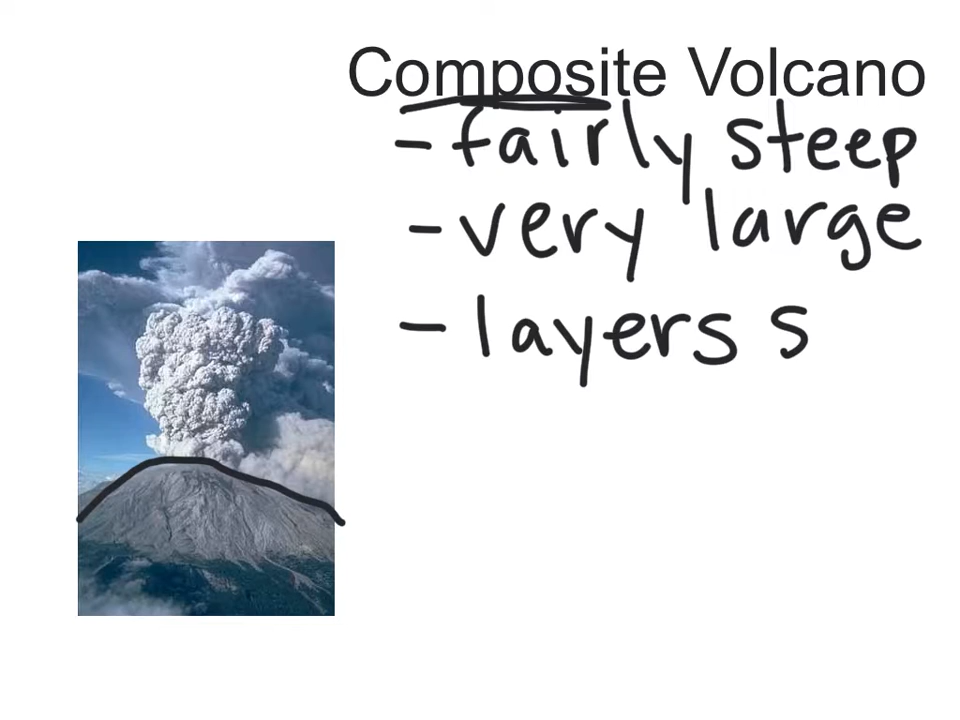 Composite Volcano
- fairly steep
- very large
- layers s